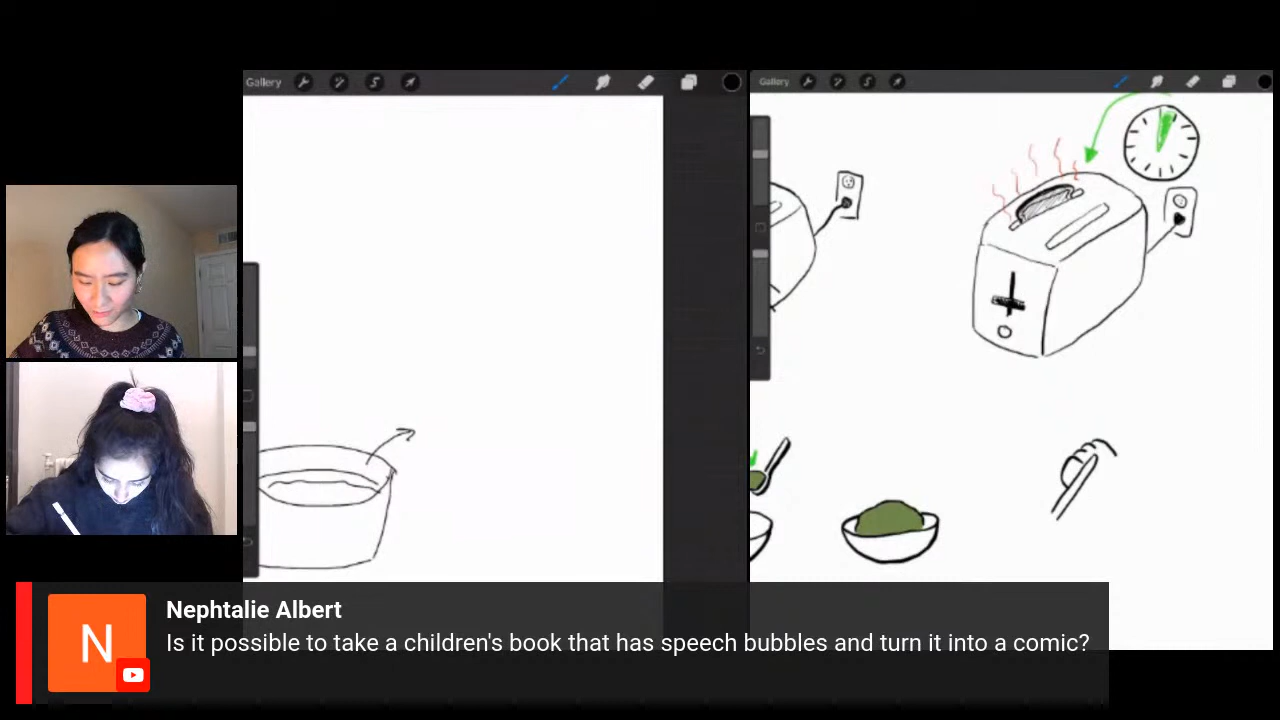 Gallery
Gallery
N
Nephtalie Albert
Is it possible to take a children's book that has speech bubbles and turn it into a comic?